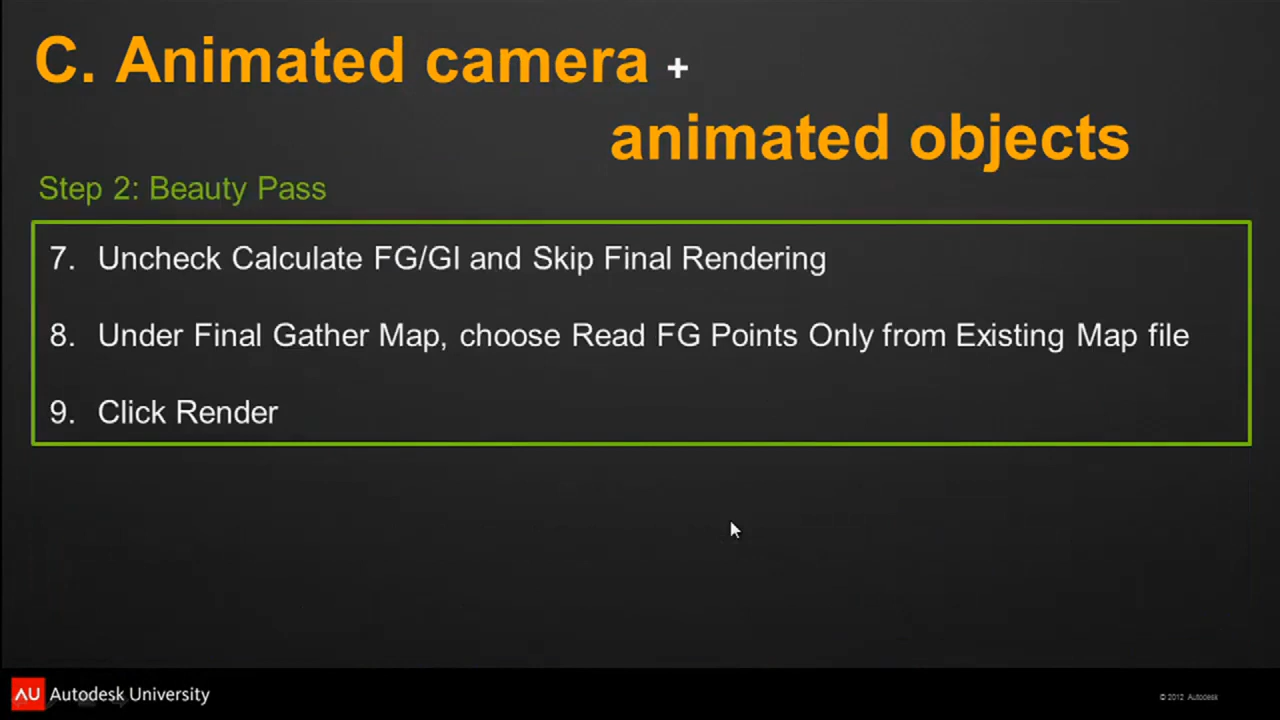 C. Animated camera +
animated objects
Step 2: Beauty Pass
7. Uncheck Calculate FG/GI and Skip Final Rendering
8. Under Final Gather Map, choose Read FG Points Only from Existing Map file
9. Click Render
AU Autodesk University
© 2012 Autodesk